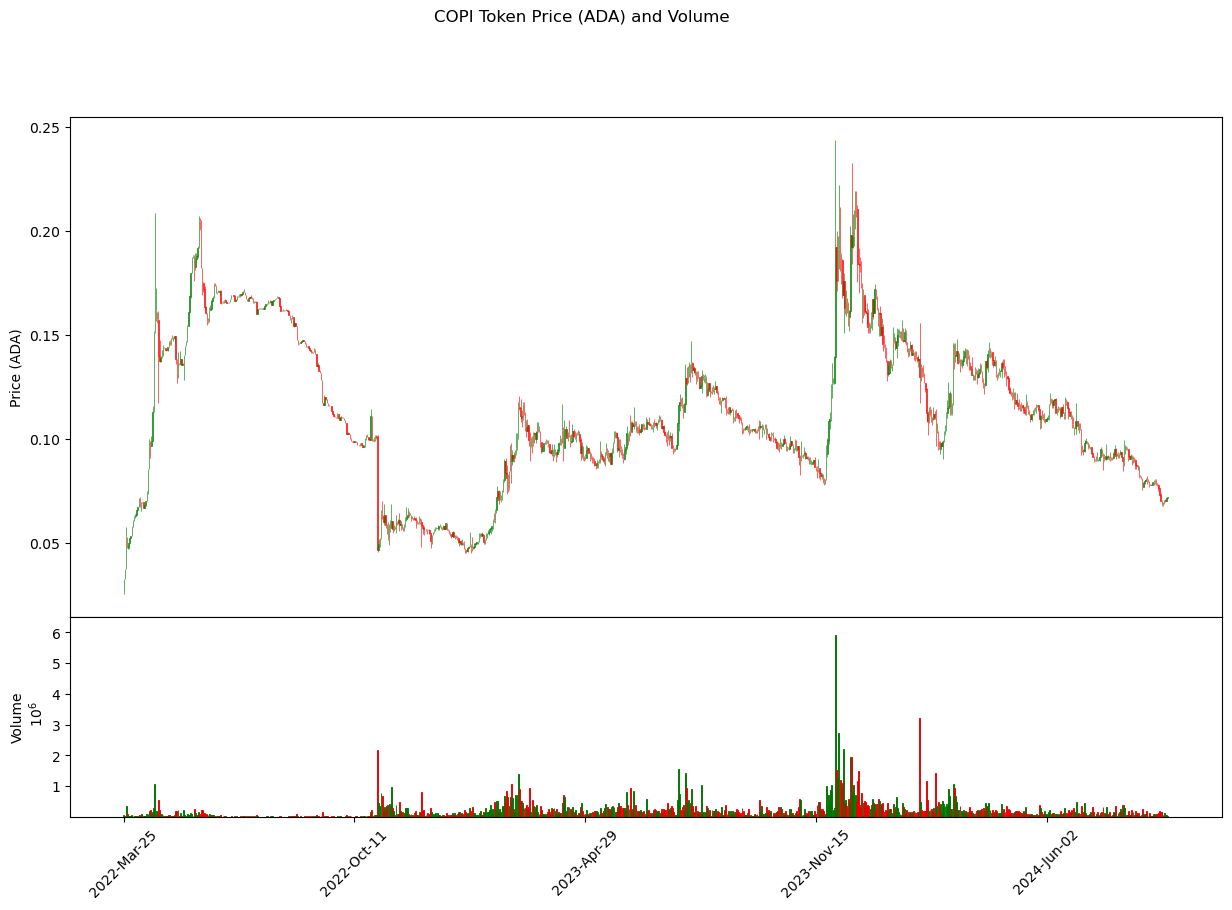 COPI Token Price (ADA) and Volume
Price (ADA)
0.25
0.20
0.15
0.10
0.05
Volume
10^6
6
5
4
3
2
1
2022-Mar-25
2022-Oct-11
2023-Apr-29
2023-Nov-15
2024-Jun-02